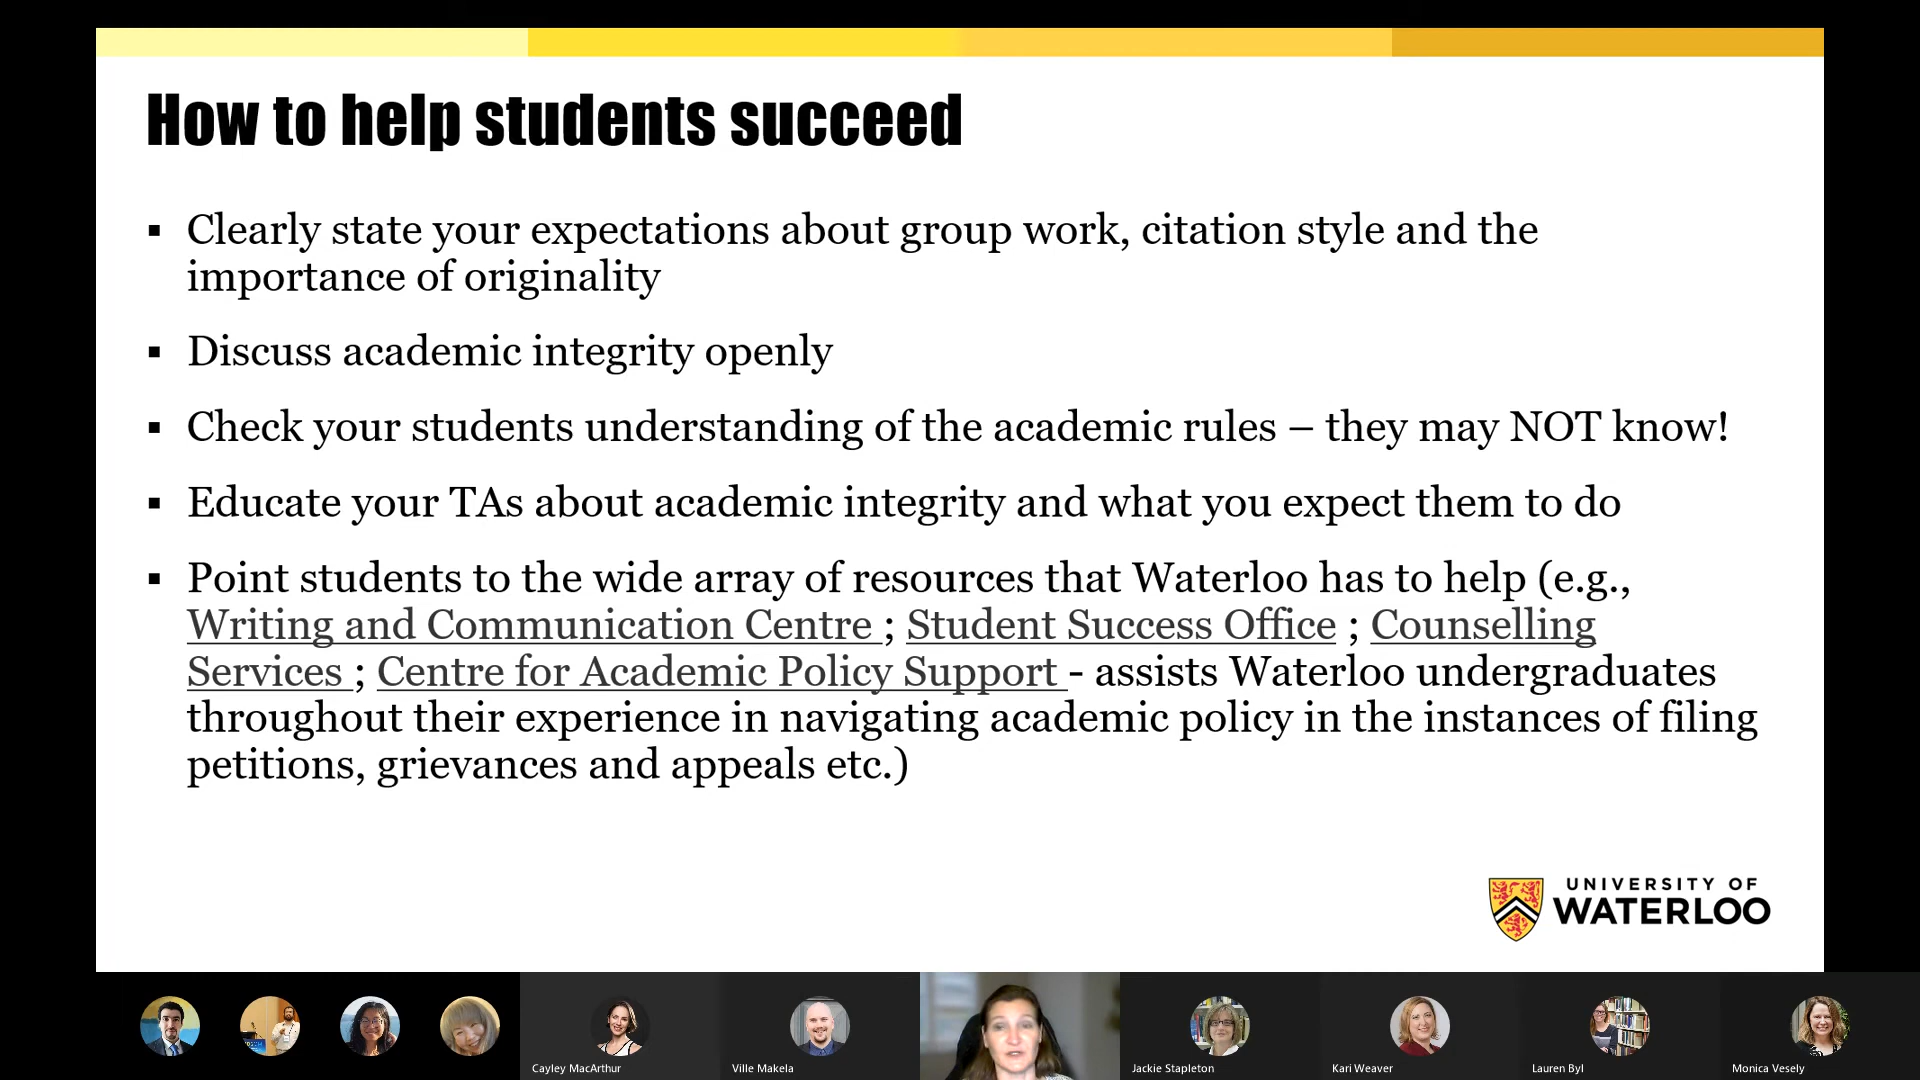 How to help students succeed
▪ Clearly state your expectations about group work, citation style and the
importance of originality
▪ Discuss academic integrity openly
▪ Check your students understanding of the academic rules – they may NOT know!
▪ Educate your TAs about academic integrity and what you expect them to do
▪ Point students to the wide array of resources that Waterloo has to help (e.g.,
Writing and Communication Centre ; Student Success Office ; Counselling
Services ; Centre for Academic Policy Support - assists Waterloo undergraduates
throughout their experience in navigating academic policy in the instances of filing
petitions, grievances and appeals etc.)
UNIVERSITY OF
WATERLOO
Cayley MacArthur
Ville Makela
Jackie Stapleton
Kari Weaver
Lauren Byl
Monica Vesely